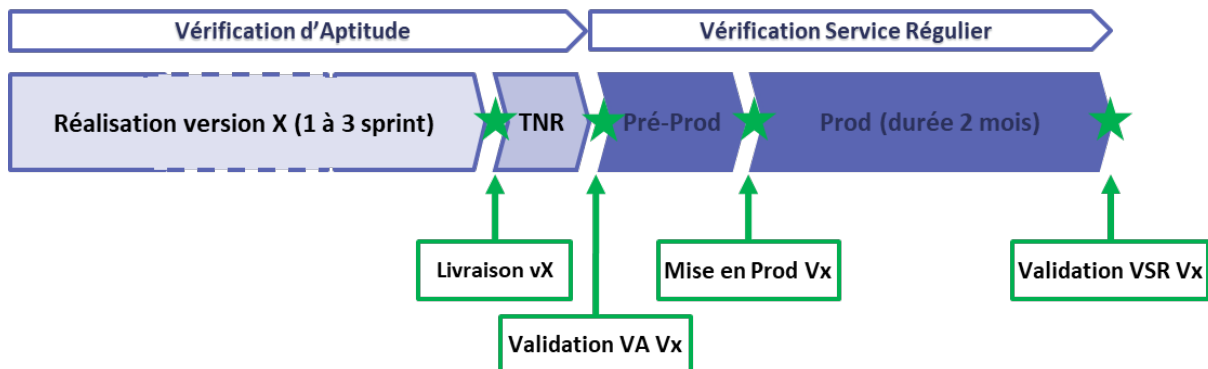 Vérification d'Aptitude
Vérification Service Régulier
Réalisation version X (1 à 3 sprint)
TNR
Pré-Prod
Prod (durée 2 mois)
Livraison vX
Mise en Prod Vx
Validation VSR Vx
Validation VA Vx